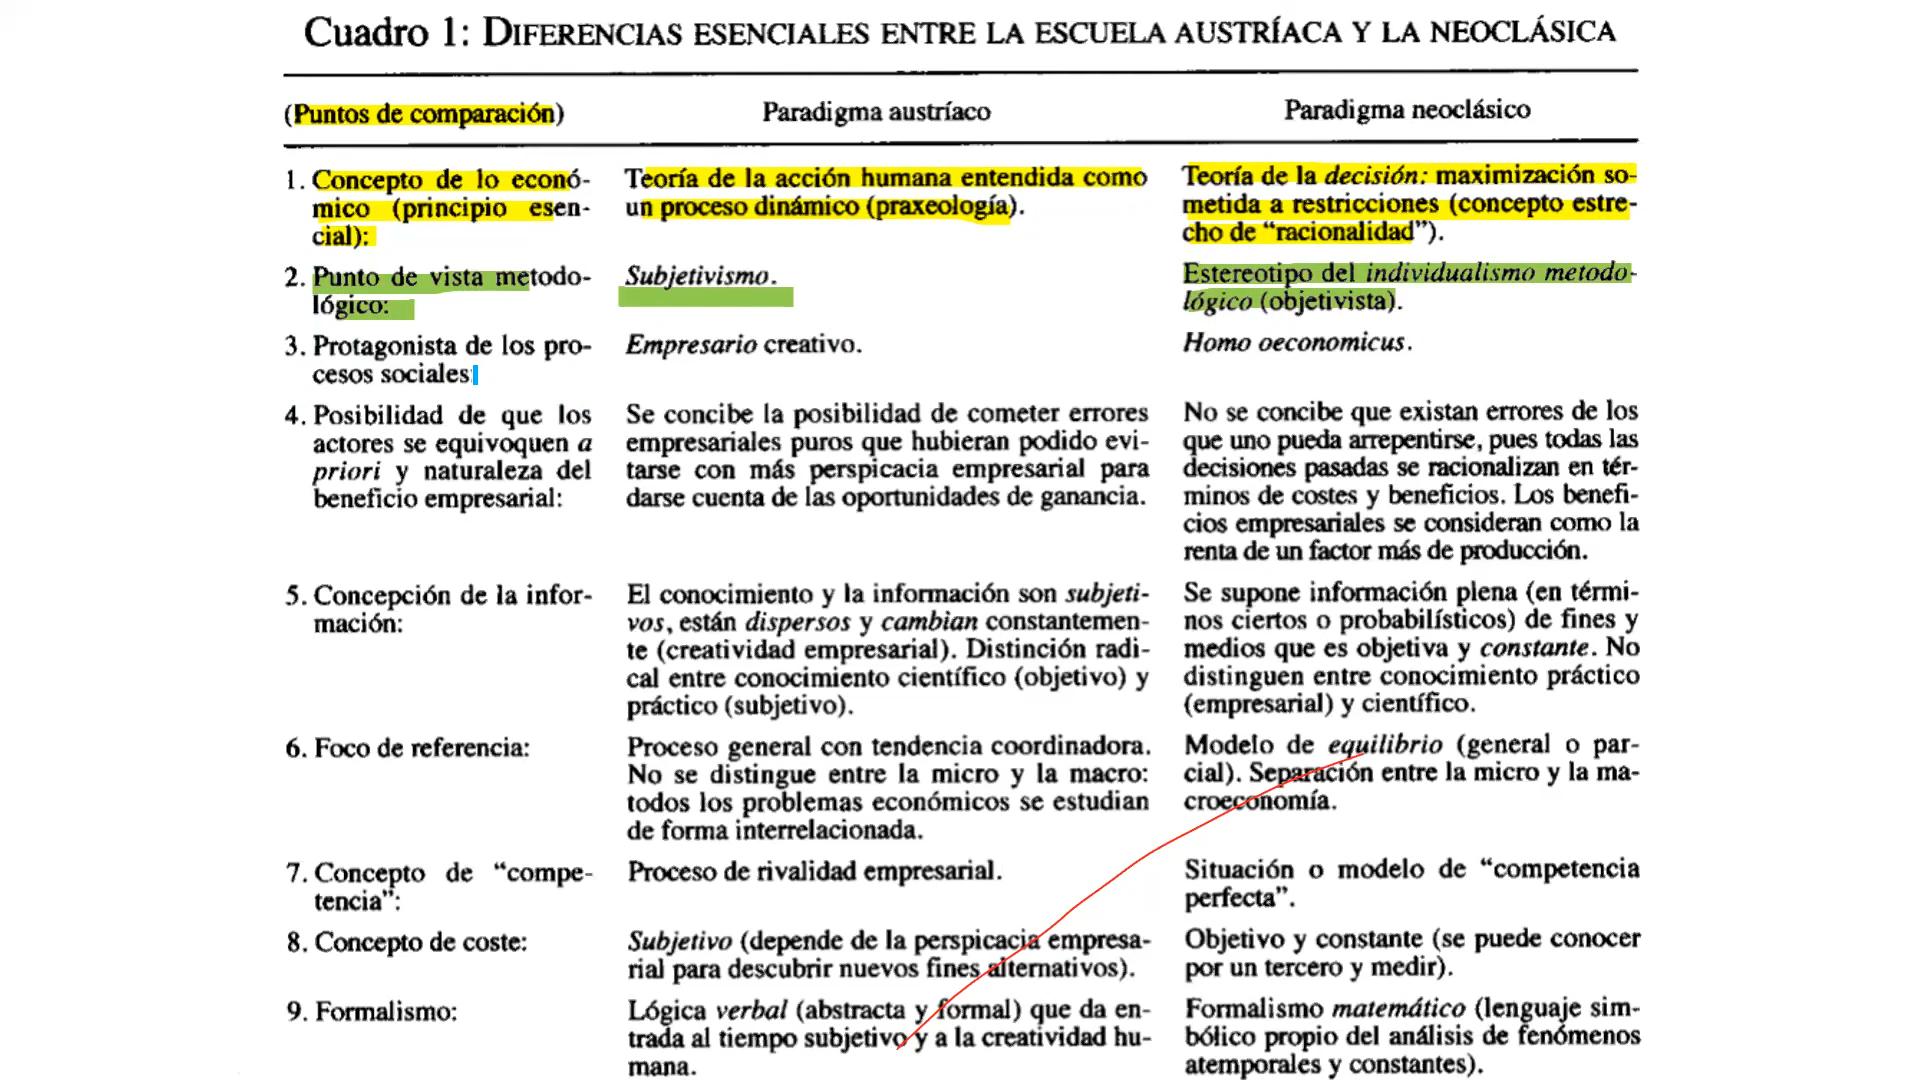 Cuadro 1: DIFERENCIAS ESENCIALES ENTRE LA ESCUELA AUSTRÍACA Y LA NEOCLÁSICA
(Puntos de comparación)
Paradigma austríaco
Paradigma neoclásico
1. Concepto de lo econó-
mico (principio esen-
cial):
Teoría de la acción humana entendida como
un proceso dinámico (praxeología).
Teoría de la decisión: maximización so-
metida a restricciones (concepto estre-
cho de “racionalidad”).
2. Punto de vista metodo-
lógico:
Subjetivismo.
Estereotipo del individualismo metodo-
lógico (objetivista).
3. Protagonista de los pro-
cesos sociales:
Empresario creativo.
Homo oeconomicus.
4. Posibilidad de que los
actores se equivoquen a
priori y naturaleza del
beneficio empresarial:
Se concibe la posibilidad de cometer errores
empresariales puros que hubieran podido evi-
tarse con más perspicacia empresarial para
darse cuenta de las oportunidades de ganancia.
No se concibe que existan errores de los
que uno pueda arrepentirse, pues todas las
decisiones pasadas se racionalizan en tér-
minos de costes y beneficios. Los benefi-
cios empresariales se consideran como la
renta de un factor más de producción.
5. Concepción de la infor-
mación:
El conocimiento y la información son subjeti-
vos, están dispersos y cambian constantemen-
te (creatividad empresarial). Distinción radi-
cal entre conocimiento científico (objetivo) y
práctico (subjetivo).
Se supone información plena (en térmi-
nos ciertos o probabilísticos) de fines y
medios que es objetiva y constante. No
distinguen entre conocimiento práctico
(empresarial) y científico.
6. Foco de referencia:
Proceso general con tendencia coordinadora.
No se distingue entre la micro y la macro:
todos los problemas económicos se estudian
de forma interrelacionada.
Modelo de equilibrio (general o par-
cial). Separación entre la micro y la ma-
croeconomía.
7. Concepto de “compe-
tencia”:
Proceso de rivalidad empresarial.
Situación o modelo de “competencia
perfecta”.
8. Concepto de coste:
Subjetivo (depende de la perspicacia empresa-
rial para descubrir nuevos fines alternativos).
Objetivo y constante (se puede conocer
por un tercero y medir).
9. Formalismo:
Lógica verbal (abstracta y formal) que da en-
trada al tiempo subjetivo y a la creatividad hu-
mana.
Formalismo matemático (lenguaje sim-
bólico propio del análisis de fenómenos
atemporales y constantes).